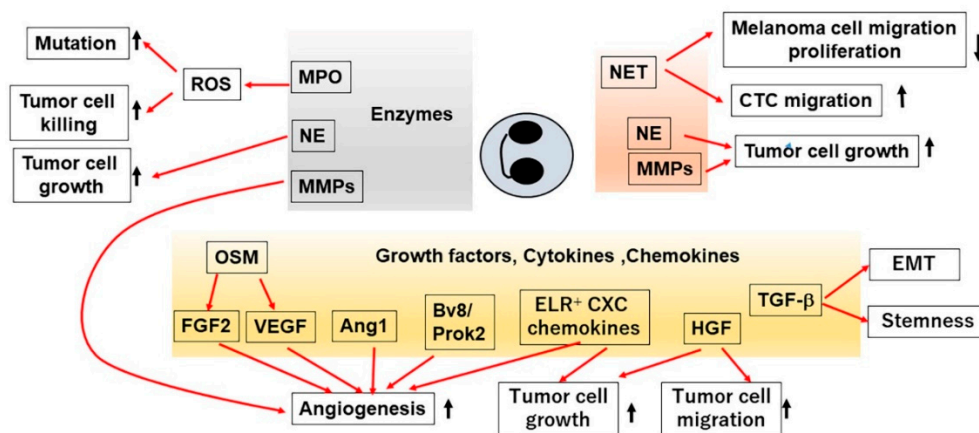 Mutation
ROS
MPO
Tumor cell
killing
Enzymes
NE
Tumor cell
growth
MMPs
Melanoma cell migration
proliferation
NET
CTC migration
NE
Tumor cell growth
MMPs
Growth factors, Cytokines ,Chemokines
OSM
EMT
TGF-β
FGF2
VEGF
Ang1
Bv8/
Prok2
ELR⁺ CXC
chemokines
HGF
Stemness
Angiogenesis
Tumor cell
growth
Tumor cell
migration